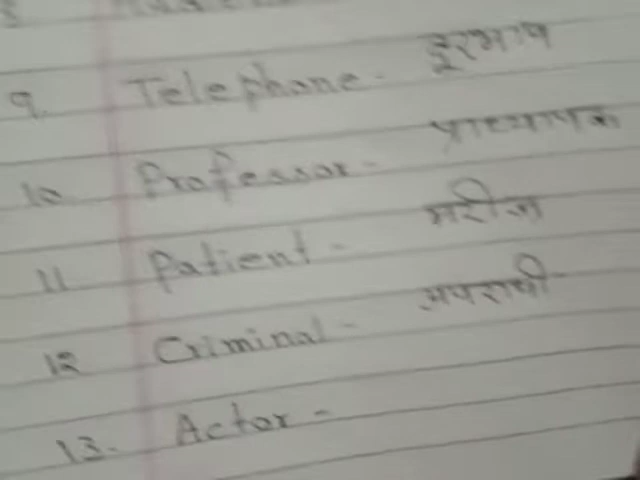 9. Telephone - दूरभाष
10 Professor - प्राध्यापक
11 Patient - मरीज
12 Criminal - अपराधी
13. Actor -